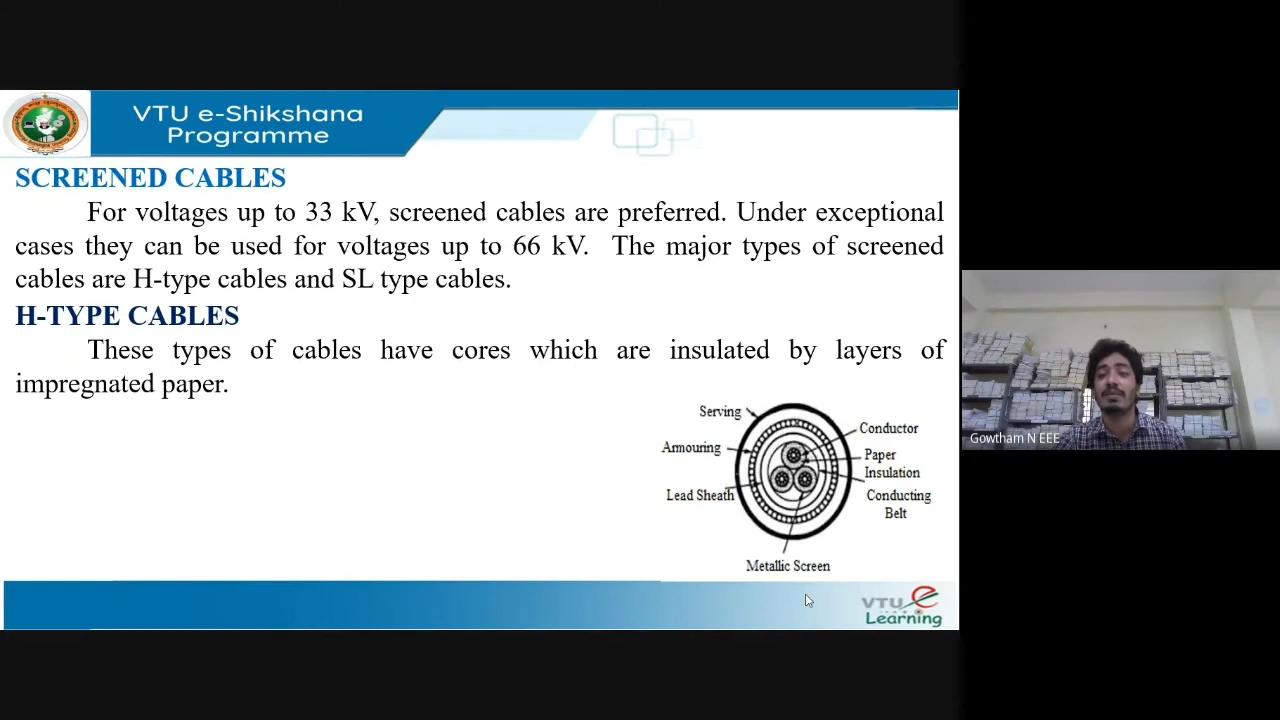 VTU e-Shikshana
Programme
SCREENED CABLES
For voltages up to 33 kV, screened cables are preferred. Under exceptional
cases they can be used for voltages up to 66 kV. The major types of screened
cables are H-type cables and SL type cables.
H-TYPE CABLES
These types of cables have cores which are insulated by layers of
impregnated paper.
Serving
Conductor
Armouring
Paper
Insulation
Lead Sheath
Conducting
Belt
Metallic Screen
Gowtham N EEE
VTU e
Learning